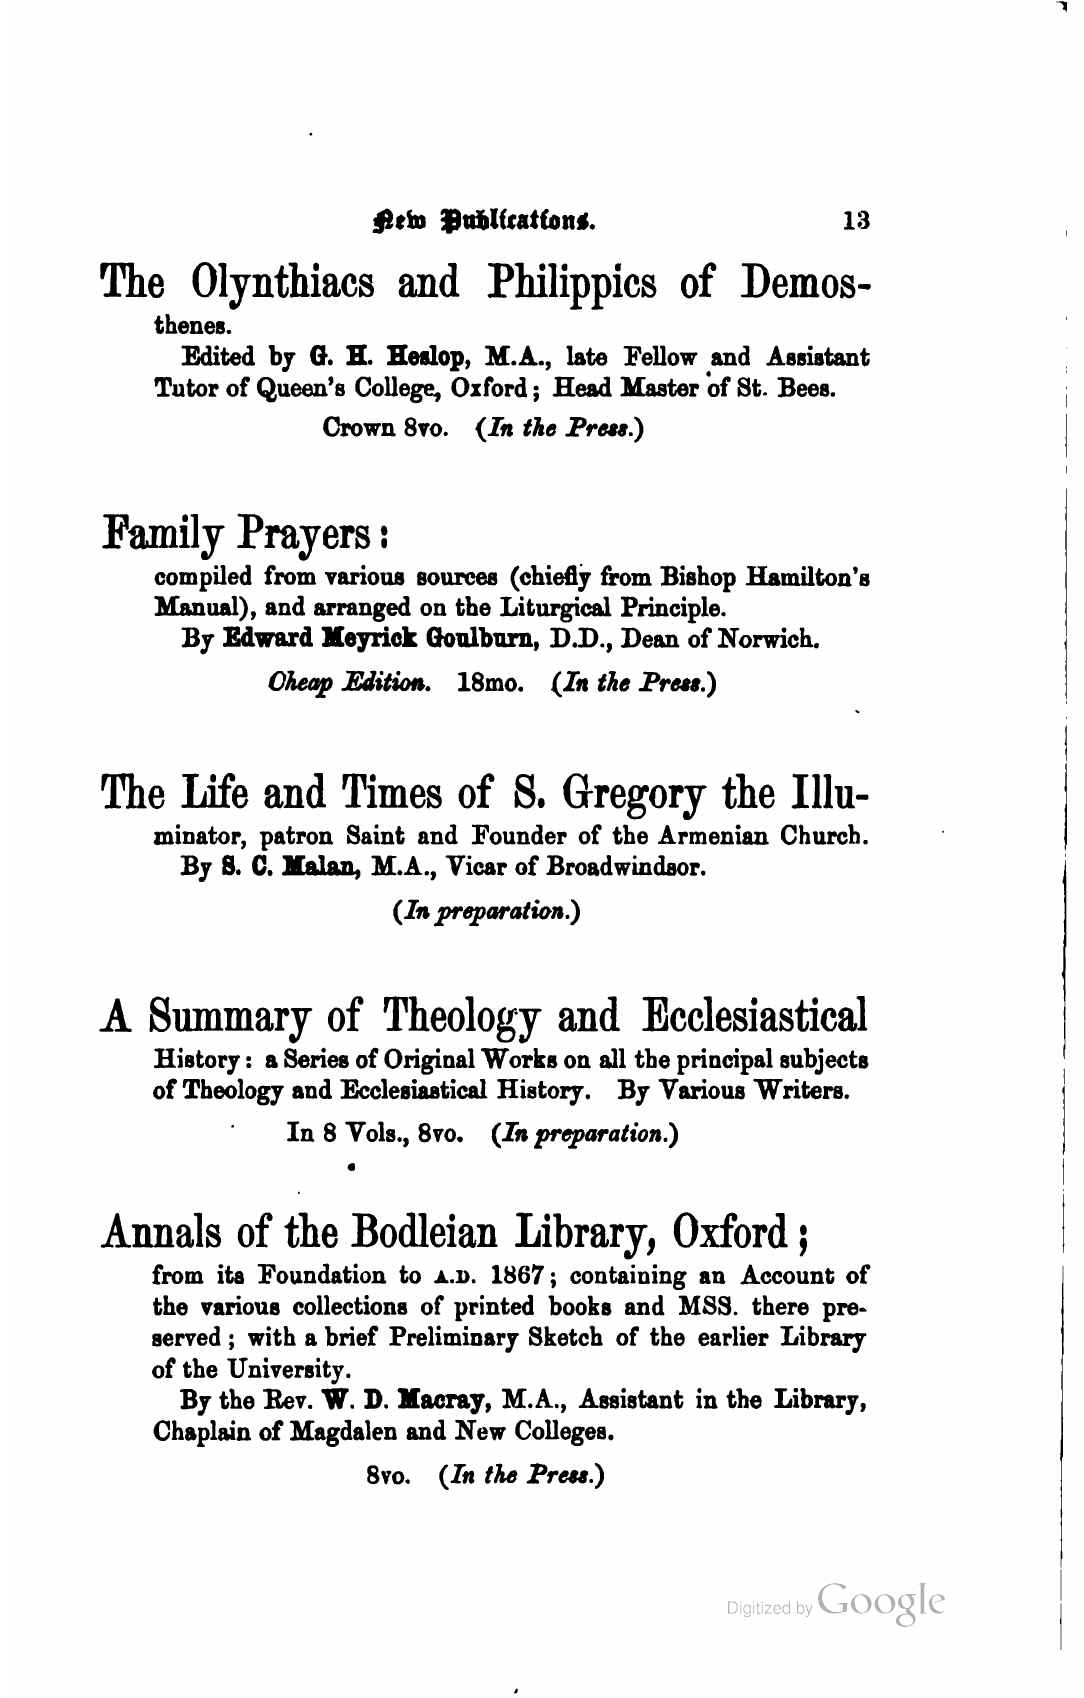 New Publications. 13
The Olynthiacs and Philippics of Demos-
thenes.
Edited by G. H. Heslop, M.A., late Fellow and Assistant
Tutor of Queen's College, Oxford; Head Master of St. Bees.
Crown 8vo. (In the Press.)
Family Prayers:
compiled from various sources (chiefly from Bishop Hamilton's
Manual), and arranged on the Liturgical Principle.
By Edward Meyrick Goulburn, D.D., Dean of Norwich.
Cheap Edition. 18mo. (In the Press.)
The Life and Times of S. Gregory the Illu-
minator, patron Saint and Founder of the Armenian Church.
By S. C. Malan, M.A., Vicar of Broadwindsor.
(In preparation.)
A Summary of Theology and Ecclesiastical
History: a Series of Original Works on all the principal subjects
of Theology and Ecclesiastical History. By Various Writers.
In 8 Vols., 8vo. (In preparation.)
Annals of the Bodleian Library, Oxford;
from its Foundation to A.D. 1867; containing an Account of
the various collections of printed books and MSS. there pre-
served; with a brief Preliminary Sketch of the earlier Library
of the University.
By the Rev. W. D. Macray, M.A., Assistant in the Library,
Chaplain of Magdalen and New Colleges.
8vo. (In the Press.)
Digitized by Google